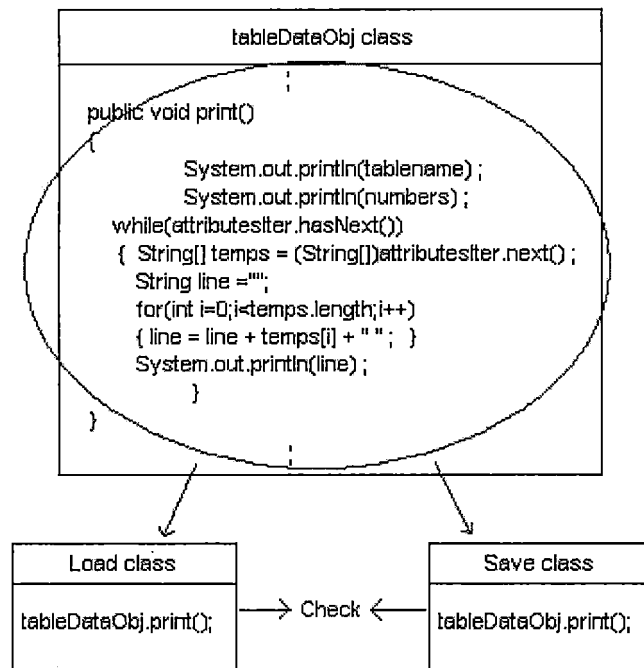 tableDataObj class
public void print()
{
System.out.println(tablename) ;
System.out.println(numbers) ;
while(attributesIter.hasNext())
{ String[] temps = (String[])attributesIter.next() ;
String line ="";
for(int i=0;i<temps.length;i++)
{ line = line + temps[i] + " " ; }
System.out.println(line) ;
}
}
Load class
tableDataObj.print();
Check
Save class
tableDataObj.print();